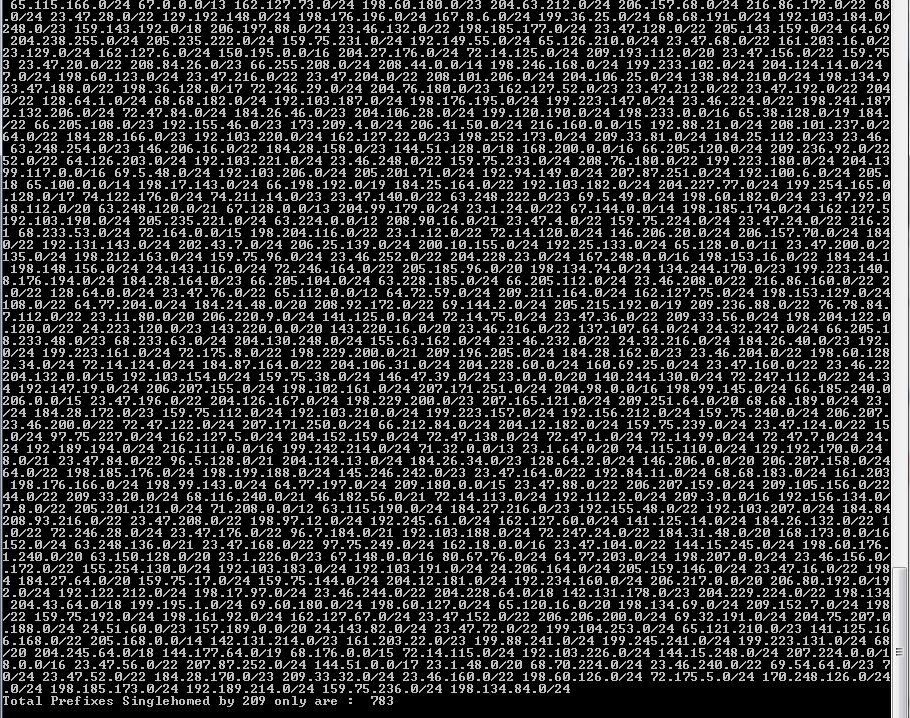 65.115.166.0/24 67.0.0.0/13 162.127.73.0/24 198.60.180.0/23 204.63.212.0/24 206.157.68.0/24 216.86.172.0/22 68
.0/24 23.47.28.0/22 129.192.148.0/24 198.176.196.0/24 167.8.6.0/24 199.36.25.0/24 68.68.191.0/24 192.103.184.0/
248.0/23 159.143.192.0/18 206.197.88.0/24 23.46.132.0/22 198.185.177.0/24 23.47.128.0/22 205.143.159.0/24 64.69
204.238.255.0/24 205.235.222.0/24 159.75.231.0/24 192.149.55.0/24 65.126.210.0/24 23.47.68.0/22 161.203.16.0/
23.129.0/24 162.127.6.0/24 150.195.0.0/16 204.27.176.0/24 72.14.125.0/24 209.193.112.0/20 23.47.156.0/22 159.75
3 23.47.20.0/22 208.84.26.0/23 66.255.208.0/24 208.44.0.0/14 198.246.168.0/24 199.233.102.0/24 204.124.14.0/24
7.0/24 198.60.123.0/24 23.47.216.0/22 23.47.204.0/22 208.101.206.0/24 204.106.25.0/24 138.84.210.0/24 198.134.9
23.47.188.0/22 198.36.128.0/17 72.246.29.0/24 204.76.180.0/23 162.127.52.0/23 23.47.212.0/22 23.47.192.0/22 204
0/22 128.64.1.0/24 68.68.182.0/24 192.103.187.0/24 198.176.195.0/24 199.223.147.0/24 23.46.224.0/22 198.241.187
2.132.206.0/24 72.47.84.0/24 184.26.46.0/23 204.106.28.0/24 199.120.190.0/24 198.233.0.0/16 65.38.128.0/19 184.
/22 66.205.108.0/23 192.155.46.0/23 173.209.4.0/24 206.41.50.0/24 216.160.0.0/15 192.88.21.0/24 208.101.237.0/
64.0/22 184.28.166.0/23 192.103.220.0/24 162.127.22.0/23 198.252.173.0/24 209.33.81.0/24 184.25.112.0/23 23.46.
63.248.254.0/23 146.206.16.0/22 184.28.158.0/23 144.51.128.0/18 168.200.0.0/16 66.205.120.0/24 209.236.92.0/22
52.0/22 64.126.203.0/24 192.103.221.0/24 23.46.248.0/22 159.75.233.0/24 208.76.180.0/22 199.223.180.0/24 204.13
99.117.0.0/16 69.5.48.0/24 192.103.206.0/24 205.201.71.0/24 192.94.149.0/24 207.87.251.0/24 192.100.6.0/24 205.
18 65.100.0.0/14 198.17.143.0/24 66.198.192.0/19 184.25.164.0/22 192.103.182.0/24 204.227.77.0/24 199.254.165.0
.128.0/17 74.122.176.0/24 74.211.14.0/23 23.47.140.0/22 63.248.222.0/23 69.5.49.0/24 198.60.182.0/24 23.47.92.0
18.112.0/20 63.248.120.0/21 67.128.0.0/13 204.99.179.0/24 23.1.24.0/22 67.144.0.0/14 198.185.174.0/24 162.127.5
192.103.190.0/24 205.235.221.0/24 63.224.0.0/12 208.90.16.0/21 23.47.4.0/22 159.75.224.0/24 23.47.24.0/22 216.2
1 68.233.53.0/24 72.164.0.0/15 198.204.116.0/22 23.1.12.0/22 72.14.120.0/24 146.206.20.0/24 206.157.70.0/24 184
0/22 192.131.143.0/24 202.43.7.0/24 206.25.139.0/24 200.10.155.0/24 192.25.133.0/24 65.128.0.0/11 23.47.200.0/
135.0/24 198.212.163.0/24 159.75.96.0/24 23.46.252.0/22 204.228.23.0/24 167.248.0.0/16 198.153.16.0/22 184.24.1
198.148.156.0/24 24.143.116.0/24 72.246.164.0/22 205.185.96.0/20 198.134.74.0/24 134.244.170.0/23 199.223.140.
8.176.194.0/24 184.28.164.0/23 66.205.104.0/24 63.228.185.0/24 66.205.112.0/24 23.46.208.0/22 216.86.160.0/22 2
.0/22 128.64.0.0/24 23.47.76.0/22 65.112.0.0/12 64.72.59.0/24 209.211.164.0/24 162.127.75.0/24 198.153.129.0/24
108.0/22 64.77.204.0/24 184.24.48.0/20 208.92.172.0/22 69.144.2.0/24 205.215.192.0/19 209.236.88.0/22 76.78.84.
7.112.0/22 37.11.80.0/20 206.220.9.0/24 141.125.0.0/24 72.14.75.0/24 23.47.36.0/22 209.33.56.0/24 198.204.122.0
.120.0/22 24.223.120.0/23 143.220.0.0/20 143.220.16.0/20 23.46.216.0/22 137.107.64.0/24 24.32.247.0/24 66.205.1
8.233.48.0/23 68.233.63.0/24 204.130.248.0/24 155.63.162.0/24 23.46.232.0/22 24.32.216.0/24 184.26.40.0/23 192.
0/24 199.223.161.0/24 72.175.8.0/22 198.229.200.0/21 209.196.205.0/24 184.28.162.0/23 23.46.204.0/22 198.60.128
2.34.0/24 72.14.124.0/24 184.87.164.0/22 204.106.31.0/24 204.228.60.0/24 160.69.25.0/24 23.47.160.0/22 23.46.22
204.132.0.0/15 192.103.154.0/24 159.75.38.0/24 166.47.39.0/24 23.0.0.0/20 140.244.130.0/24 72.247.112.0/22 24.3
4 192.147.19.0/24 206.207.155.0/24 198.102.61.0/24 207.171.251.0/24 204.98.0.0/16 198.99.145.0/24 66.185.240.0
206.0.0/15 23.47.196.0/22 204.126.167.0/24 198.229.200.0/23 207.165.121.0/24 209.251.64.0/20 68.68.189.0/24 23.
/24 184.28.172.0/23 159.75.112.0/24 192.103.210.0/24 199.223.157.0/24 192.156.212.0/24 159.75.240.0/24 206.207.
23.46.200.0/22 72.47.122.0/24 207.171.250.0/24 66.212.84.0/24 204.12.182.0/24 159.75.239.0/24 23.47.124.0/22 15
.0/24 97.75.227.0/24 162.127.5.0/24 204.152.159.0/24 72.47.138.0/24 72.47.1.0/24 72.14.99.0/24 72.47.7.0/24 24.
/24 192.189.194.0/24 216.111.0.0/16 199.242.214.0/24 71.32.0.0/13 23.1.64.0/20 74.115.110.0/24 129.192.170.0/24
8.0/21 23.47.84.0/22 96.5.128.0/21 204.124.13.0/24 184.26.34.0/23 128.64.2.0/24 146.206.0.0/20 206.207.158.0/24
64.0/22 198.185.176.0/24 198.199.188.0/24 145.246.242.0/23 23.47.164.0/22 192.84.11.0/24 68.68.183.0/24 161.203
198.176.166.0/24 198.99.143.0/24 64.77.197.0/24 209.180.0.0/15 23.47.88.0/22 206.207.159.0/24 209.105.156.0/22
44.0/22 209.33.20.0/24 68.116.240.0/21 46.182.56.0/21 72.14.113.0/24 192.112.2.0/24 209.3.0.0/16 192.156.134.0/
7.8.0/22 205.201.121.0/24 71.208.0.0/12 63.115.190.0/24 184.27.216.0/23 192.155.48.0/22 192.103.207.0/24 184.84
208.93.216.0/22 23.47.208.0/22 198.97.12.0/24 192.245.61.0/24 162.127.60.0/24 141.125.14.0/24 184.26.132.0/22 1
0.0/22 72.246.28.0/24 23.47.176.0/22 96.7.184.0/21 192.103.188.0/24 72.247.24.0/22 184.31.48.0/20 168.173.0.0/16
152.0/24 63.248.136.0/21 23.47.168.0/22 97.75.249.0/24 162.18.0.0/16 23.47.104.0/22 144.15.245.0/24 198.60.176.
1.240.0/20 63.150.128.0/20 23.1.226.0/23 67.148.0.0/16 80.67.76.0/24 64.77.203.0/24 198.207.0.0/24 23.46.156.0/
.172.0/22 155.254.130.0/24 192.103.183.0/24 192.103.191.0/24 24.206.164.0/24 205.159.146.0/24 23.47.16.0/22 198
184.27.64.0/20 159.75.17.0/24 159.75.144.0/24 204.12.181.0/24 192.234.160.0/24 206.217.0.0/20 206.80.192.0/19
2.0/24 192.122.212.0/24 198.17.97.0/24 23.46.244.0/22 204.228.64.0/18 142.131.178.0/23 204.229.224.0/22 198.134
204.43.64.0/18 199.195.1.0/24 69.60.180.0/24 198.60.127.0/24 65.120.16.0/20 198.134.69.0/24 209.152.7.0/24 198
/22 159.75.192.0/24 198.161.92.0/24 162.127.67.0/24 23.47.152.0/22 206.206.200.0/24 69.32.191.0/24 204.75.207.0
.188.0/24 24.51.60.0/23 157.189.0.0/20 24.143.82.0/24 23.47.72.0/22 199.104.253.0/24 65.121.210.0/23 141.125.16
6.168.0/22 205.168.0.0/14 142.131.214.0/23 161.203.32.0/23 199.88.241.0/24 199.245.241.0/24 199.223.131.0/24 68
/20 204.245.64.0/18 144.177.64.0/19 68.176.0.0/15 72.14.115.0/24 192.103.226.0/24 144.15.248.0/24 207.224.0.0/1
8.0.0/16 23.47.56.0/22 207.87.252.0/24 144.51.0.0/17 23.1.48.0/20 68.70.224.0/24 23.46.240.0/22 69.54.64.0/23 7
0/24 23.47.52.0/22 184.28.170.0/23 209.33.32.0/24 23.46.160.0/22 198.60.126.0/24 72.175.5.0/24 170.248.126.0/24
.0/24 198.185.173.0/24 192.189.214.0/24 159.75.236.0/24 198.134.84.0/24
Total Prefixes Singlehomed by 209 only are :  783